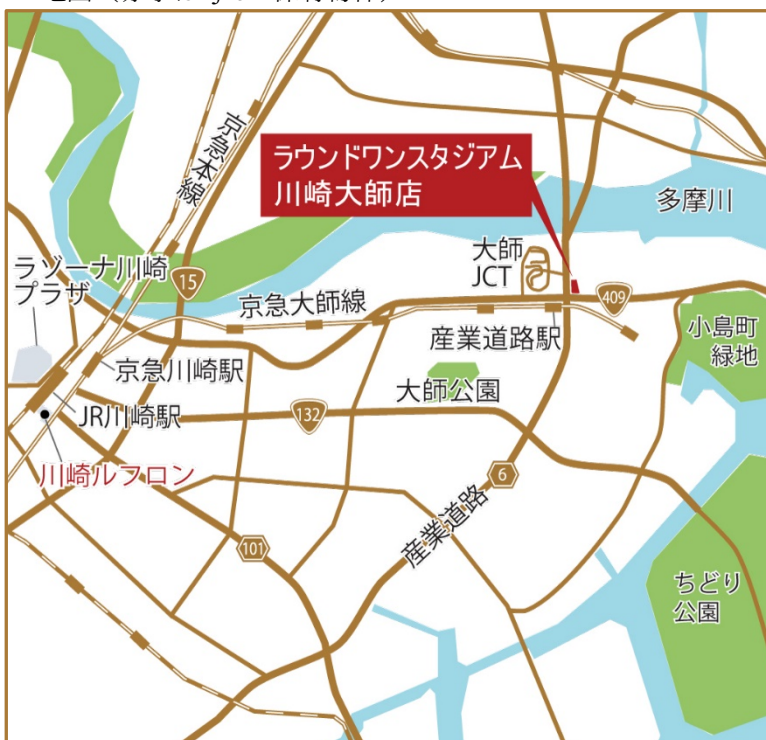 京急本線
ラウンドワンスタジアム
川崎大師店
多摩川
ラゾーナ川崎
プラザ
15
大師
JCT
京急大師線
409
産業道路駅
小島町
緑地
京急川崎駅
大師公園
JR川崎駅
132
川崎ルフロン
6
産業道路
101
ちどり
公園